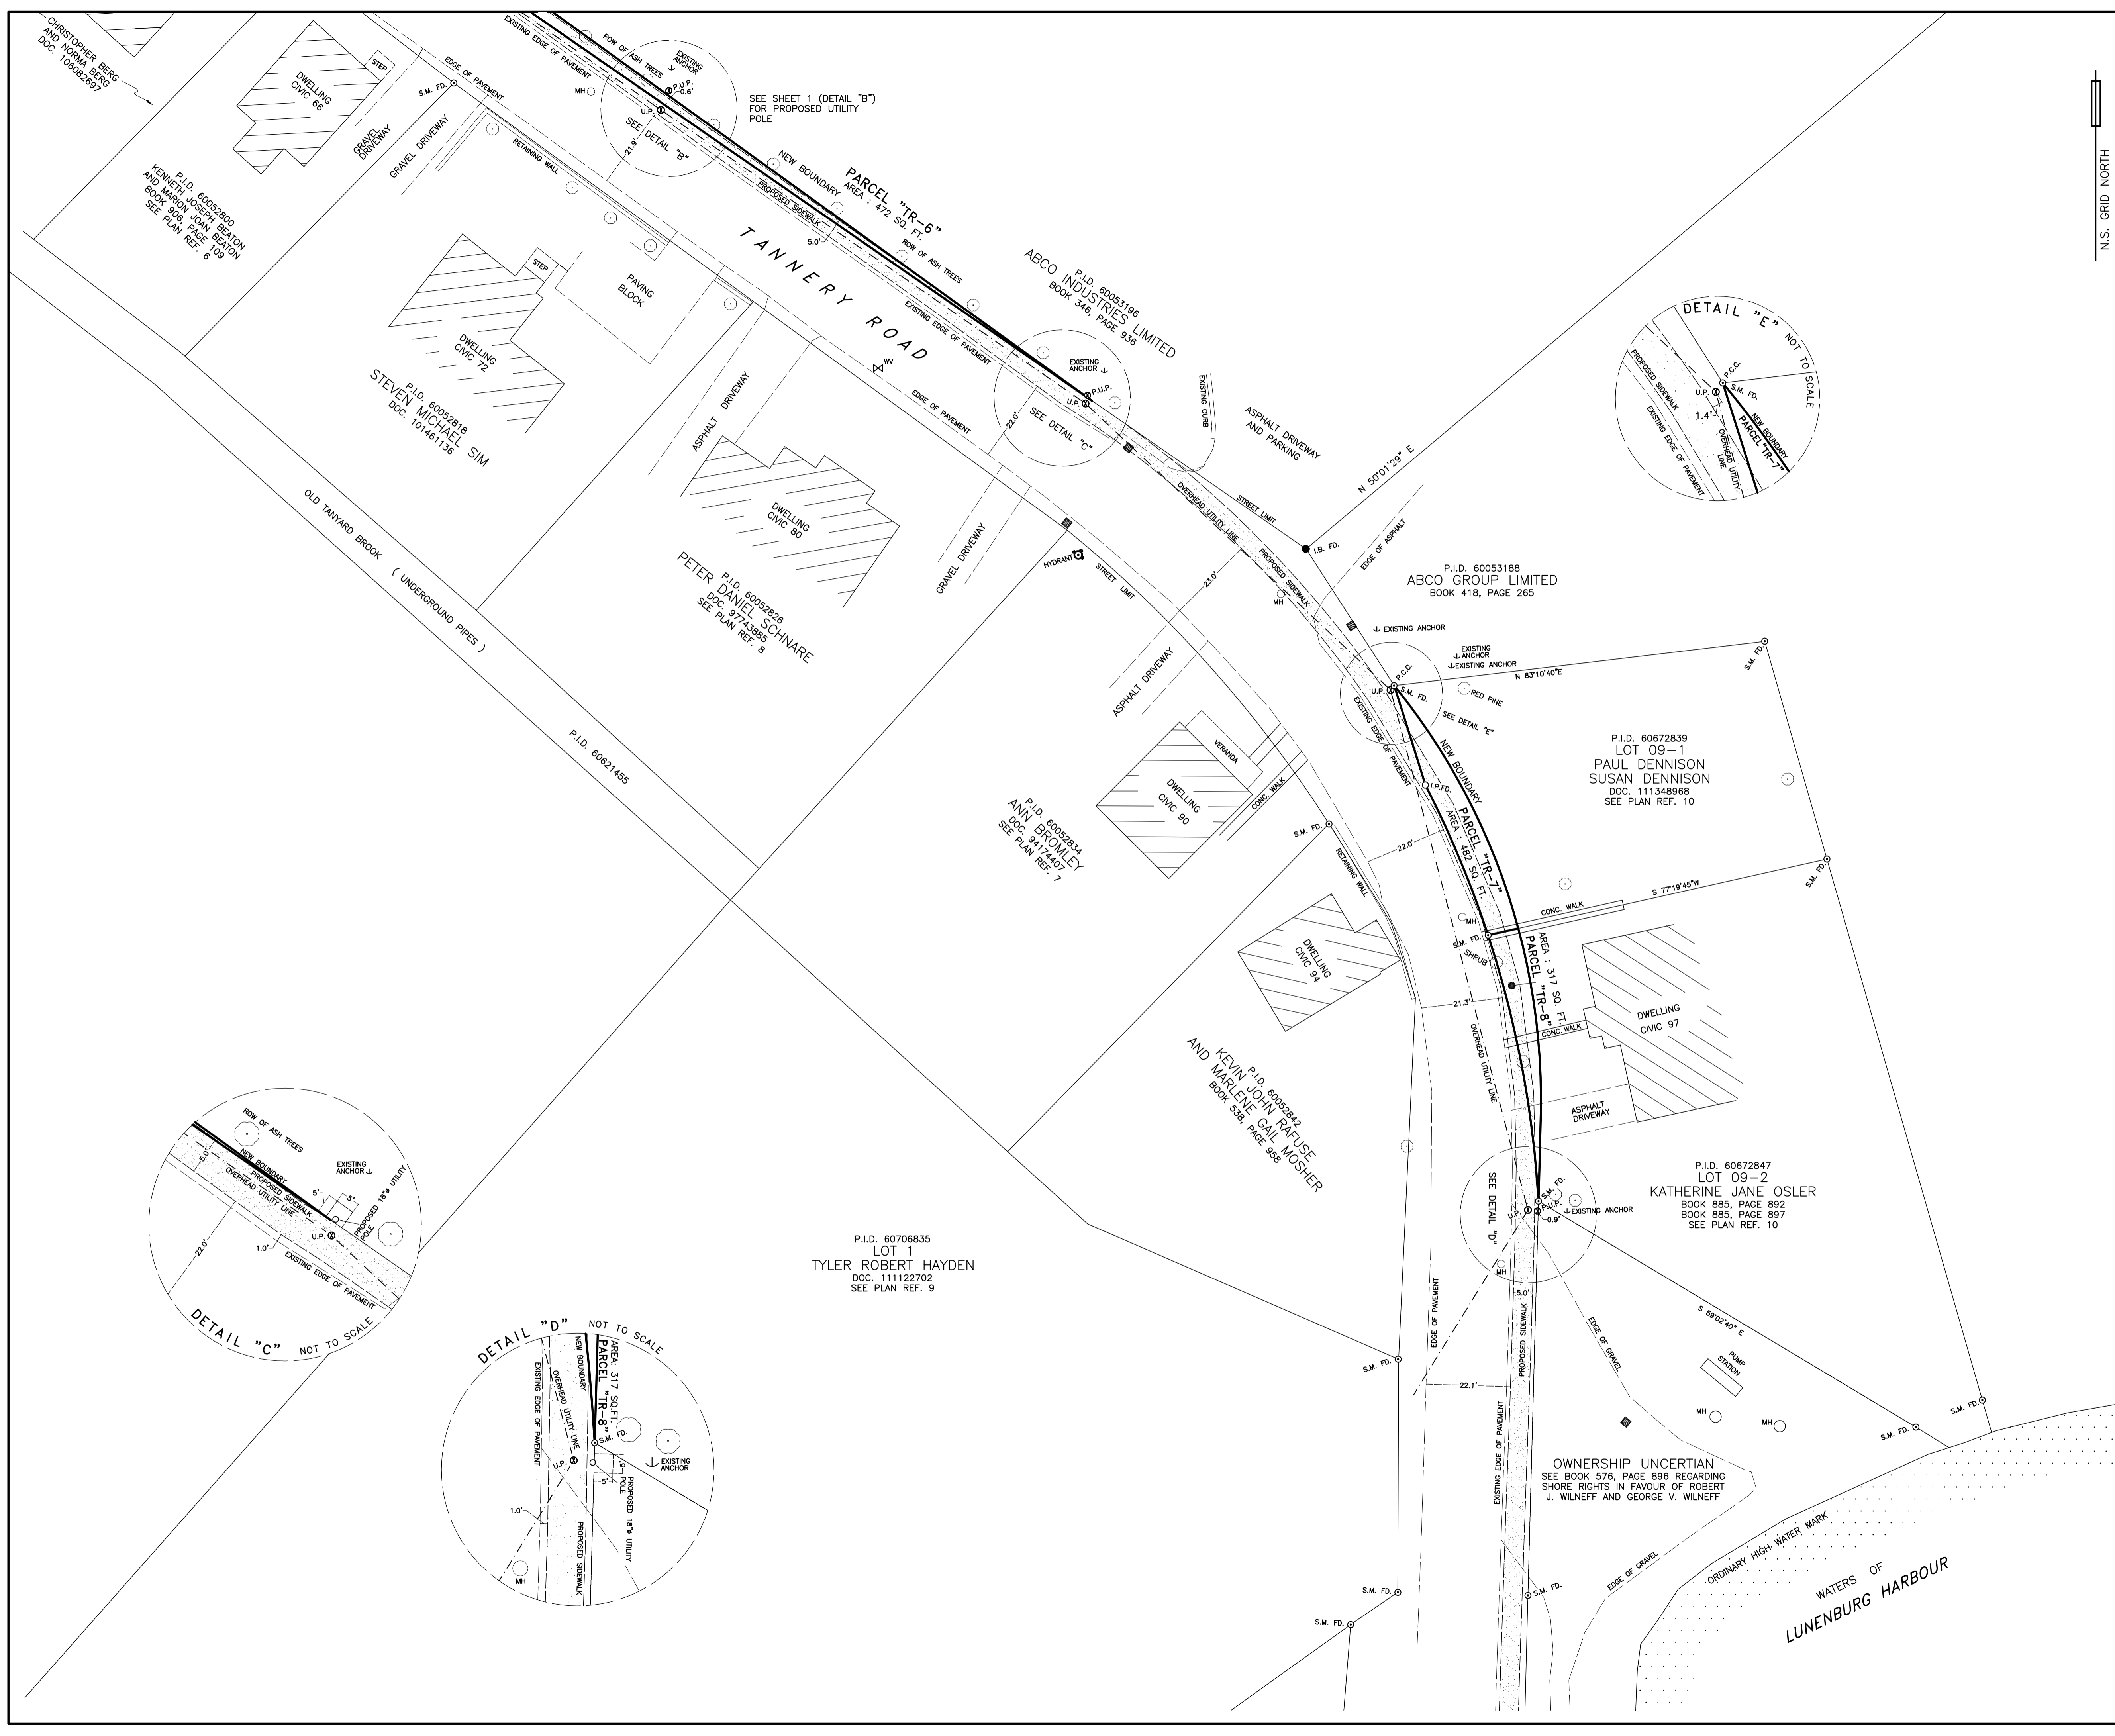 CHRISTOPHER BERG
AND NORMA BERG
DOC. 106082697
DWELLING
CIVIC 66
STEP
EDGE OF PAVEMENT
S.M. FD.
GRAVEL
DRIVEWAY
GRAVEL DRIVEWAY
RETAINING WALL
EXISTING EDGE OF PAVEMENT
ROW OF ASH TREES
EXISTING
ANCHOR
P.U.P.
0.6'
MH
U.P.
SEE DETAIL "B"
21.9'
SEE SHEET 1 (DETAIL "B")
FOR PROPOSED UTILITY
POLE
NEW BOUNDARY
PARCEL "TR-6"
AREA : 472 SQ. FT.
PROPOSED SIDEWALK
5.0'
ROW OF ASH TREES
TANNERY ROAD
EXISTING EDGE OF PAVEMENT
P.I.D. 60053196
ABCO INDUSTRIES LIMITED
BOOK 346, PAGE 936
N.S. GRID NORTH
P.I.D. 60052800
KENNETH JOSEPH BEATON
AND MARION JOAN BEATON
BOOK 906, PAGE 109
SEE PLAN REF. 6
STEP
PAVING
BLOCK
DWELLING
CIVIC 72
P.I.D. 60052818
STEVEN MICHAEL SIM
DOC. 101461136
WV
EDGE OF PAVEMENT
EXISTING
ANCHOR
P.U.P.
U.P.
SEE DETAIL "C"
22.0'
EXISTING CURB
ASPHALT DRIVEWAY
AND PARKING
DETAIL "E" NOT TO SCALE
P.C.C.
S.M. FD.
U.P.
1.4'
PROPOSED SIDEWALK
EXISTING EDGE OF PAVEMENT
OVERHEAD UTILITY
LINE
NEW BOUNDARY
PARCEL "TR-7"
ASPHALT DRIVEWAY
DWELLING
CIVIC 80
P.I.D. 60052826
PETER DANIEL SCHNARE
DOC. 97743885
SEE PLAN REF. 8
GRAVEL DRIVEWAY
HYDRANT
STREET LIMIT
OVERHEAD UTILITY LINE
STREET LIMIT
N 50°01'29" E
I.B. FD.
EDGE OF ASPHALT
PROPOSED SIDEWALK
23.0'
MH
P.I.D. 60053188
ABCO GROUP LIMITED
BOOK 418, PAGE 265
EXISTING ANCHOR
EXISTING
ANCHOR
EXISTING ANCHOR
N 83°10'40"E
S.M. FD.
P.C.C.
U.P.
S.M. FD.
RED PINE
SEE DETAIL "E"
OLD TANYARD BROOK ( UNDERGROUND PIPES )
P.I.D. 60621455
ASPHALT DRIVEWAY
VERANDA
DWELLING
CIVIC 90
CONC. WALK
P.I.D. 60052834
ANN BROMLEY
DOC. 94174407
SEE PLAN REF. 7
S.M. FD.
RETAINING WALL
22.0'
EXISTING EDGE OF PAVEMENT
I.P.FD.
NEW BOUNDARY
PARCEL "TR-7"
AREA : 482 SQ. FT.
P.I.D. 60672839
LOT 09-1
PAUL DENNISON
SUSAN DENNISON
DOC. 111348968
SEE PLAN REF. 10
S 77°19'45"W
S.M. FD.
CONC. WALK
MH
S.M. FD.
SHRUB
AREA : 317 SQ. FT.
PARCEL "TR-8"
DWELLING
CIVIC 94
21.3'
OVERHEAD UTILITY LINE
CONC. WALK
DWELLING
CIVIC 97
ASPHALT
DRIVEWAY
P.I.D. 60052842
KEVIN JOHN RAFUSE
AND MARLENE GAIL MOSHER
BOOK 538, PAGE 958
P.I.D. 60672847
LOT 09-2
KATHERINE JANE OSLER
BOOK 885, PAGE 892
BOOK 885, PAGE 897
SEE PLAN REF. 10
SEE DETAIL "D"
S.M. FD.
U.P.
P.U.P.
0.9'
EXISTING ANCHOR
MH
5.0'
EDGE OF PAVEMENT
PROPOSED SIDEWALK
EDGE OF GRAVEL
S 59°02'40" E
PUMP
STATION
MH
MH
S.M. FD.
S.M. FD.
P.I.D. 60706835
LOT 1
TYLER ROBERT HAYDEN
DOC. 111122702
SEE PLAN REF. 9
S.M. FD.
22.1'
EXISTING EDGE OF PAVEMENT
OWNERSHIP UNCERTIAN
SEE BOOK 576, PAGE 896 REGARDING
SHORE RIGHTS IN FAVOUR OF ROBERT
J. WILNEFF AND GEORGE V. WILNEFF
ORDINARY HIGH WATER MARK
EDGE OF GRAVEL
WATERS OF
LUNENBURG HARBOUR
S.M. FD.
S.M. FD.
S.M. FD.
ROW OF ASH TREES
5.0'
NEW BOUNDARY
PROPOSED SIDEWALK
OVERHEAD UTILITY LINE
EXISTING
ANCHOR
5'
5'
PROPOSED 18"ø UTILITY
POLE
U.P.
22.0'
1.0'
EXISTING EDGE OF PAVEMENT
DETAIL "C" NOT TO SCALE
DETAIL "D" NOT TO SCALE
NEW BOUNDARY
AREA: 317 SQ.FT.
PARCEL "TR-8"
EXISTING EDGE OF PAVEMENT
OVERHEAD UTILITY LINE
S.M. FD.
U.P.
EXISTING
ANCHOR
5'
5'
PROPOSED 18"ø UTILITY
POLE
1.0'
PROPOSED SIDEWALK
MH